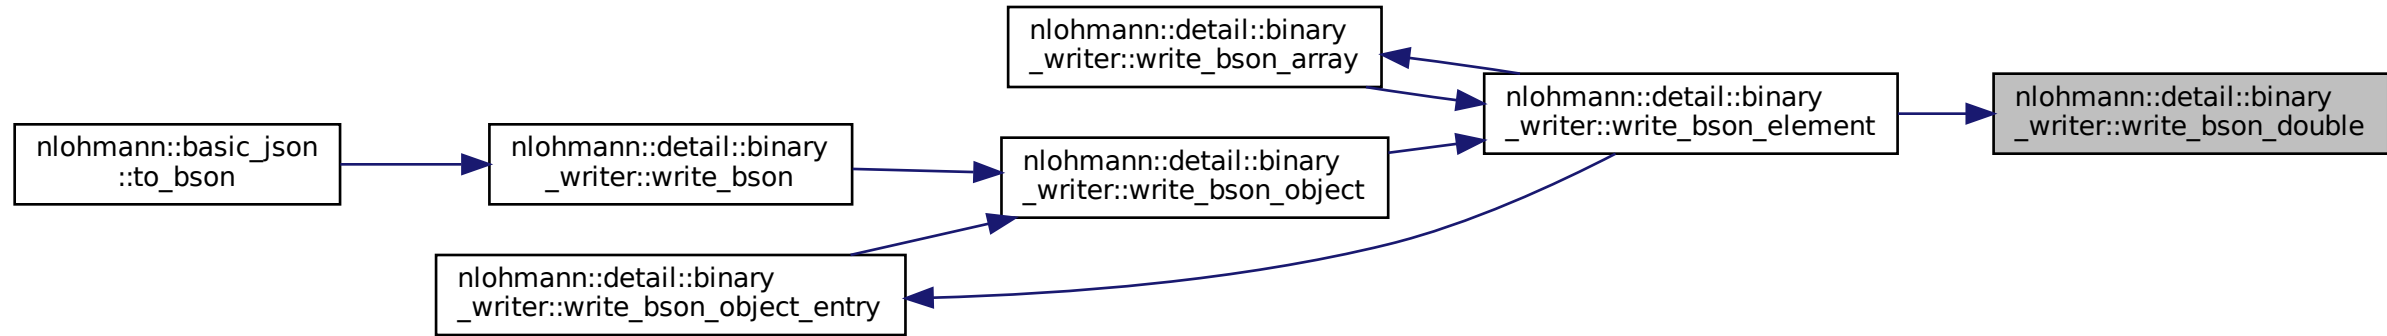 nlohmann::detail::binary
_writer::write_bson_array
nlohmann::detail::binary
_writer::write_bson_element
nlohmann::detail::binary
_writer::write_bson_double
nlohmann::basic_json
::to_bson
nlohmann::detail::binary
_writer::write_bson
nlohmann::detail::binary
_writer::write_bson_object
nlohmann::detail::binary
_writer::write_bson_object_entry